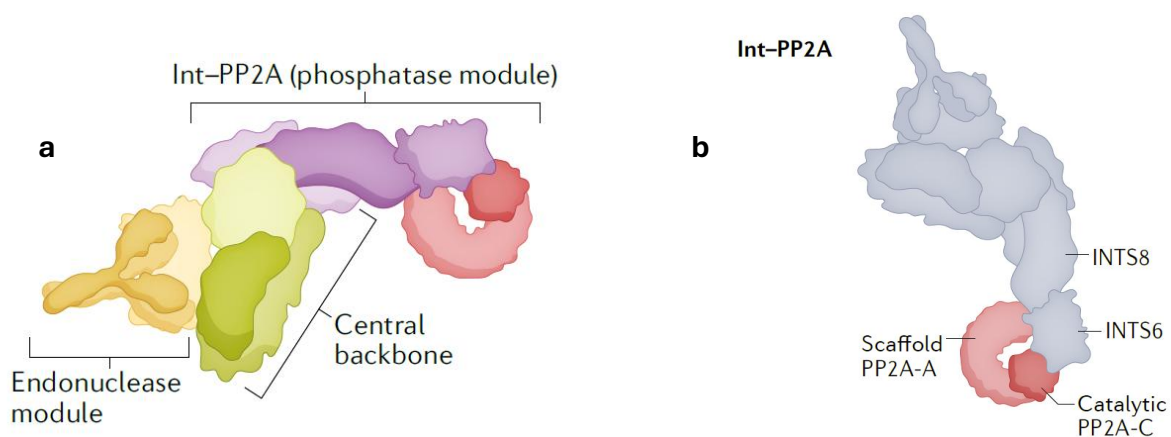 Int–PP2A (phosphatase module)
a
Central
backbone
Endonuclease
module
Int–PP2A
b
INTS8
INTS6
Scaffold
PP2A-A
Catalytic
PP2A-C